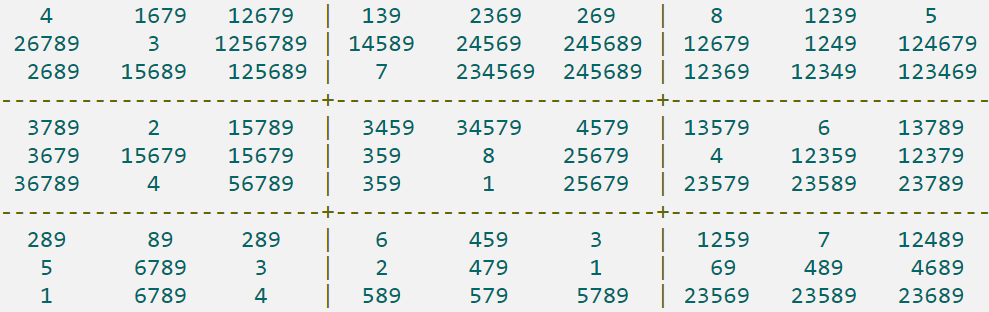 4 1679 12679 | 139 2369 269 | 8 1239 5
26789 3 1256789 | 14589 24569 245689 | 12679 1249 124679
2689 15689 125689 | 7 234569 245689 | 12369 12349 123469
------------------------+------------------------+------------------------
3789 2 15789 | 3459 34579 4579 | 13579 6 13789
3679 15679 15679 | 359 8 25679 | 4 12359 12379
36789 4 56789 | 359 1 25679 | 23579 23589 23789
------------------------+------------------------+------------------------
289 89 289 | 6 459 3 | 1259 7 12489
5 6789 3 | 2 479 1 | 69 489 4689
1 6789 4 | 589 579 5789 | 23569 23589 23689